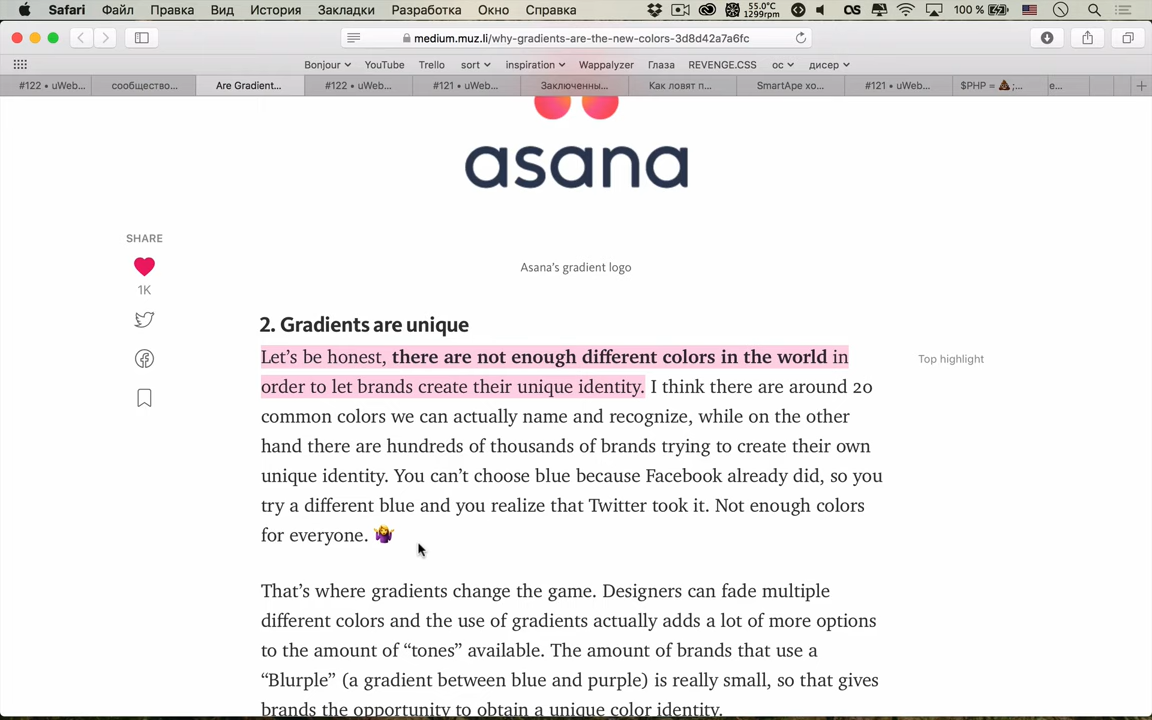 Safari Файл Правка Вид История Закладки Разработка Окно Справка 55.0°C 1299rpm 100 %
medium.muz.li/why-gradients-are-the-new-colors-3d8d42a7a6fc
Bonjour YouTube Trello sort inspiration Wappalyzer Глаза REVENGE.CSS ос дисер
#122 • uWeb... сообщество... Are Gradient... #122 • uWeb... #121 • uWeb... Заключенны... Как ловят п... SmartApe хо... #121 • uWeb... $PHP = 💩 ;... е...
asana
SHARE
Asana's gradient logo
1K
2. Gradients are unique
Let's be honest, there are not enough different colors in the world in
Top highlight
order to let brands create their unique identity. I think there are around 20
common colors we can actually name and recognize, while on the other
hand there are hundreds of thousands of brands trying to create their own
unique identity. You can't choose blue because Facebook already did, so you
try a different blue and you realize that Twitter took it. Not enough colors
for everyone. 🤷‍♀️
That's where gradients change the game. Designers can fade multiple
different colors and the use of gradients actually adds a lot of more options
to the amount of “tones” available. The amount of brands that use a
“Blurple” (a gradient between blue and purple) is really small, so that gives
brands the opportunity to obtain a unique color identity.